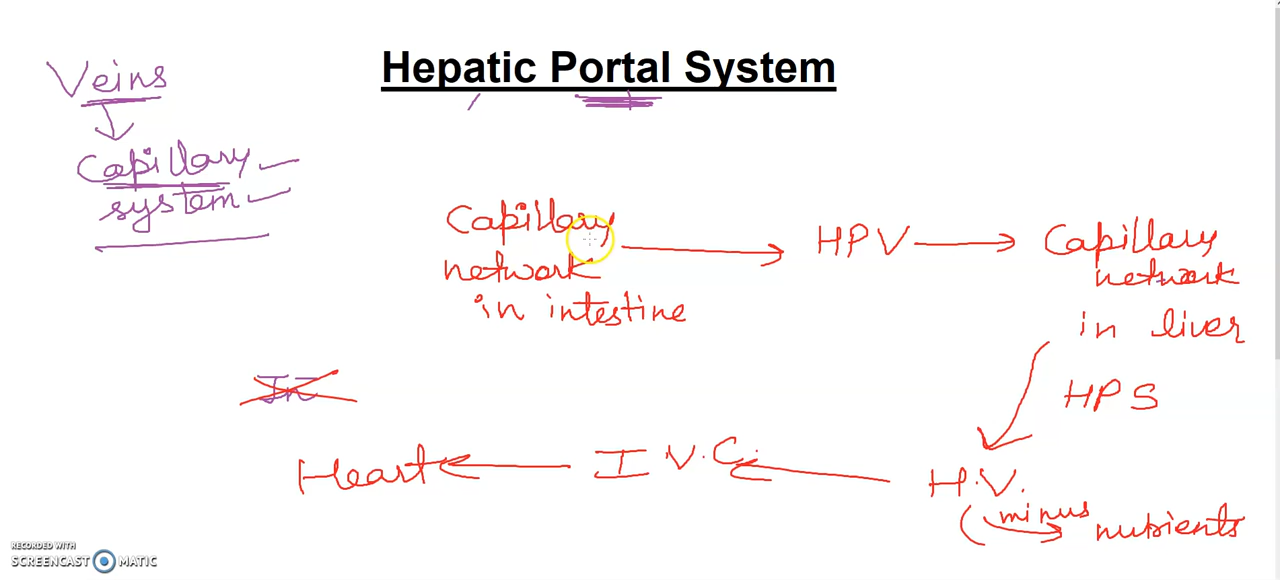 Hepatic Portal System
Veins
Capillary
system
Capillary
network
in intestine
HPV
Capillary
network
in liver
HPS
H.V.
(minus nutrients
I.V.C.
Heart
RECORDED WITH
SCREENCAST MATIC